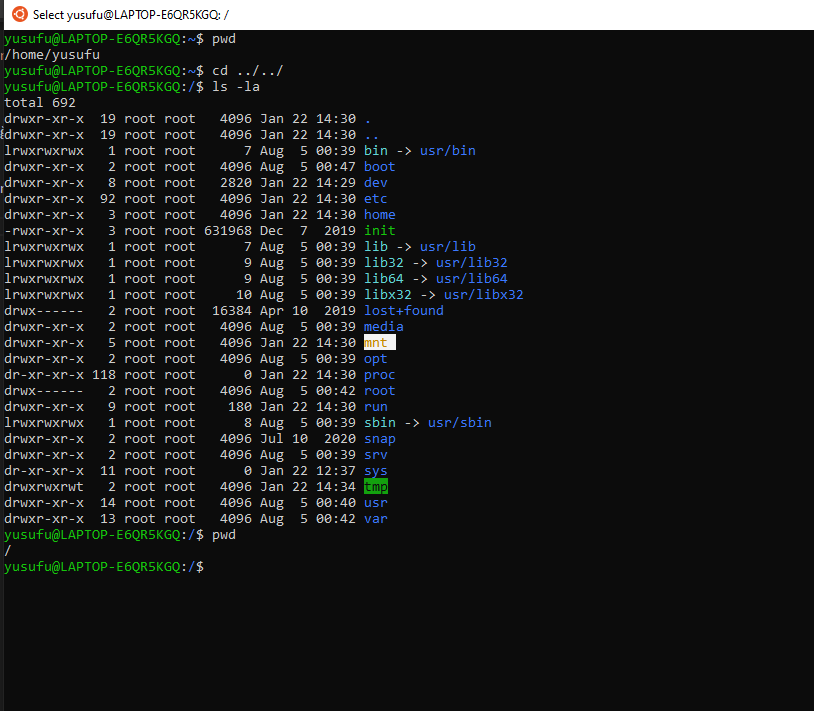 Select yusufu@LAPTOP-E6QR5KGQ: /
yusufu@LAPTOP-E6QR5KGQ:~$ pwd
/home/yusufu
yusufu@LAPTOP-E6QR5KGQ:~$ cd ../../
yusufu@LAPTOP-E6QR5KGQ:/$ ls -la
total 692
drwxr-xr-x  19 root root   4096 Jan 22 14:30 .
drwxr-xr-x  19 root root   4096 Jan 22 14:30 ..
lrwxrwxrwx   1 root root      7 Aug  5 00:39 bin -> usr/bin
drwxr-xr-x   2 root root   4096 Aug  5 00:47 boot
drwxr-xr-x   8 root root   2820 Jan 22 14:29 dev
drwxr-xr-x  92 root root   4096 Jan 22 14:30 etc
drwxr-xr-x   3 root root   4096 Jan 22 14:30 home
-rwxr-xr-x   3 root root 631968 Dec  7  2019 init
lrwxrwxrwx   1 root root      7 Aug  5 00:39 lib -> usr/lib
lrwxrwxrwx   1 root root      9 Aug  5 00:39 lib32 -> usr/lib32
lrwxrwxrwx   1 root root      9 Aug  5 00:39 lib64 -> usr/lib64
lrwxrwxrwx   1 root root     10 Aug  5 00:39 libx32 -> usr/libx32
drwx------   2 root root  16384 Apr 10  2019 lost+found
drwxr-xr-x   2 root root   4096 Aug  5 00:39 media
drwxr-xr-x   5 root root   4096 Jan 22 14:30 mnt
drwxr-xr-x   2 root root   4096 Aug  5 00:39 opt
dr-xr-xr-x 118 root root      0 Jan 22 14:30 proc
drwx------   2 root root   4096 Aug  5 00:42 root
drwxr-xr-x   9 root root    180 Jan 22 14:30 run
lrwxrwxrwx   1 root root      8 Aug  5 00:39 sbin -> usr/sbin
drwxr-xr-x   2 root root   4096 Jul 10  2020 snap
drwxr-xr-x   2 root root   4096 Aug  5 00:39 srv
dr-xr-xr-x  11 root root      0 Jan 22 12:37 sys
drwxrwxrwt   2 root root   4096 Jan 22 14:34 tmp
drwxr-xr-x  14 root root   4096 Aug  5 00:40 usr
drwxr-xr-x  13 root root   4096 Aug  5 00:42 var
yusufu@LAPTOP-E6QR5KGQ:/$ pwd
/
yusufu@LAPTOP-E6QR5KGQ:/$